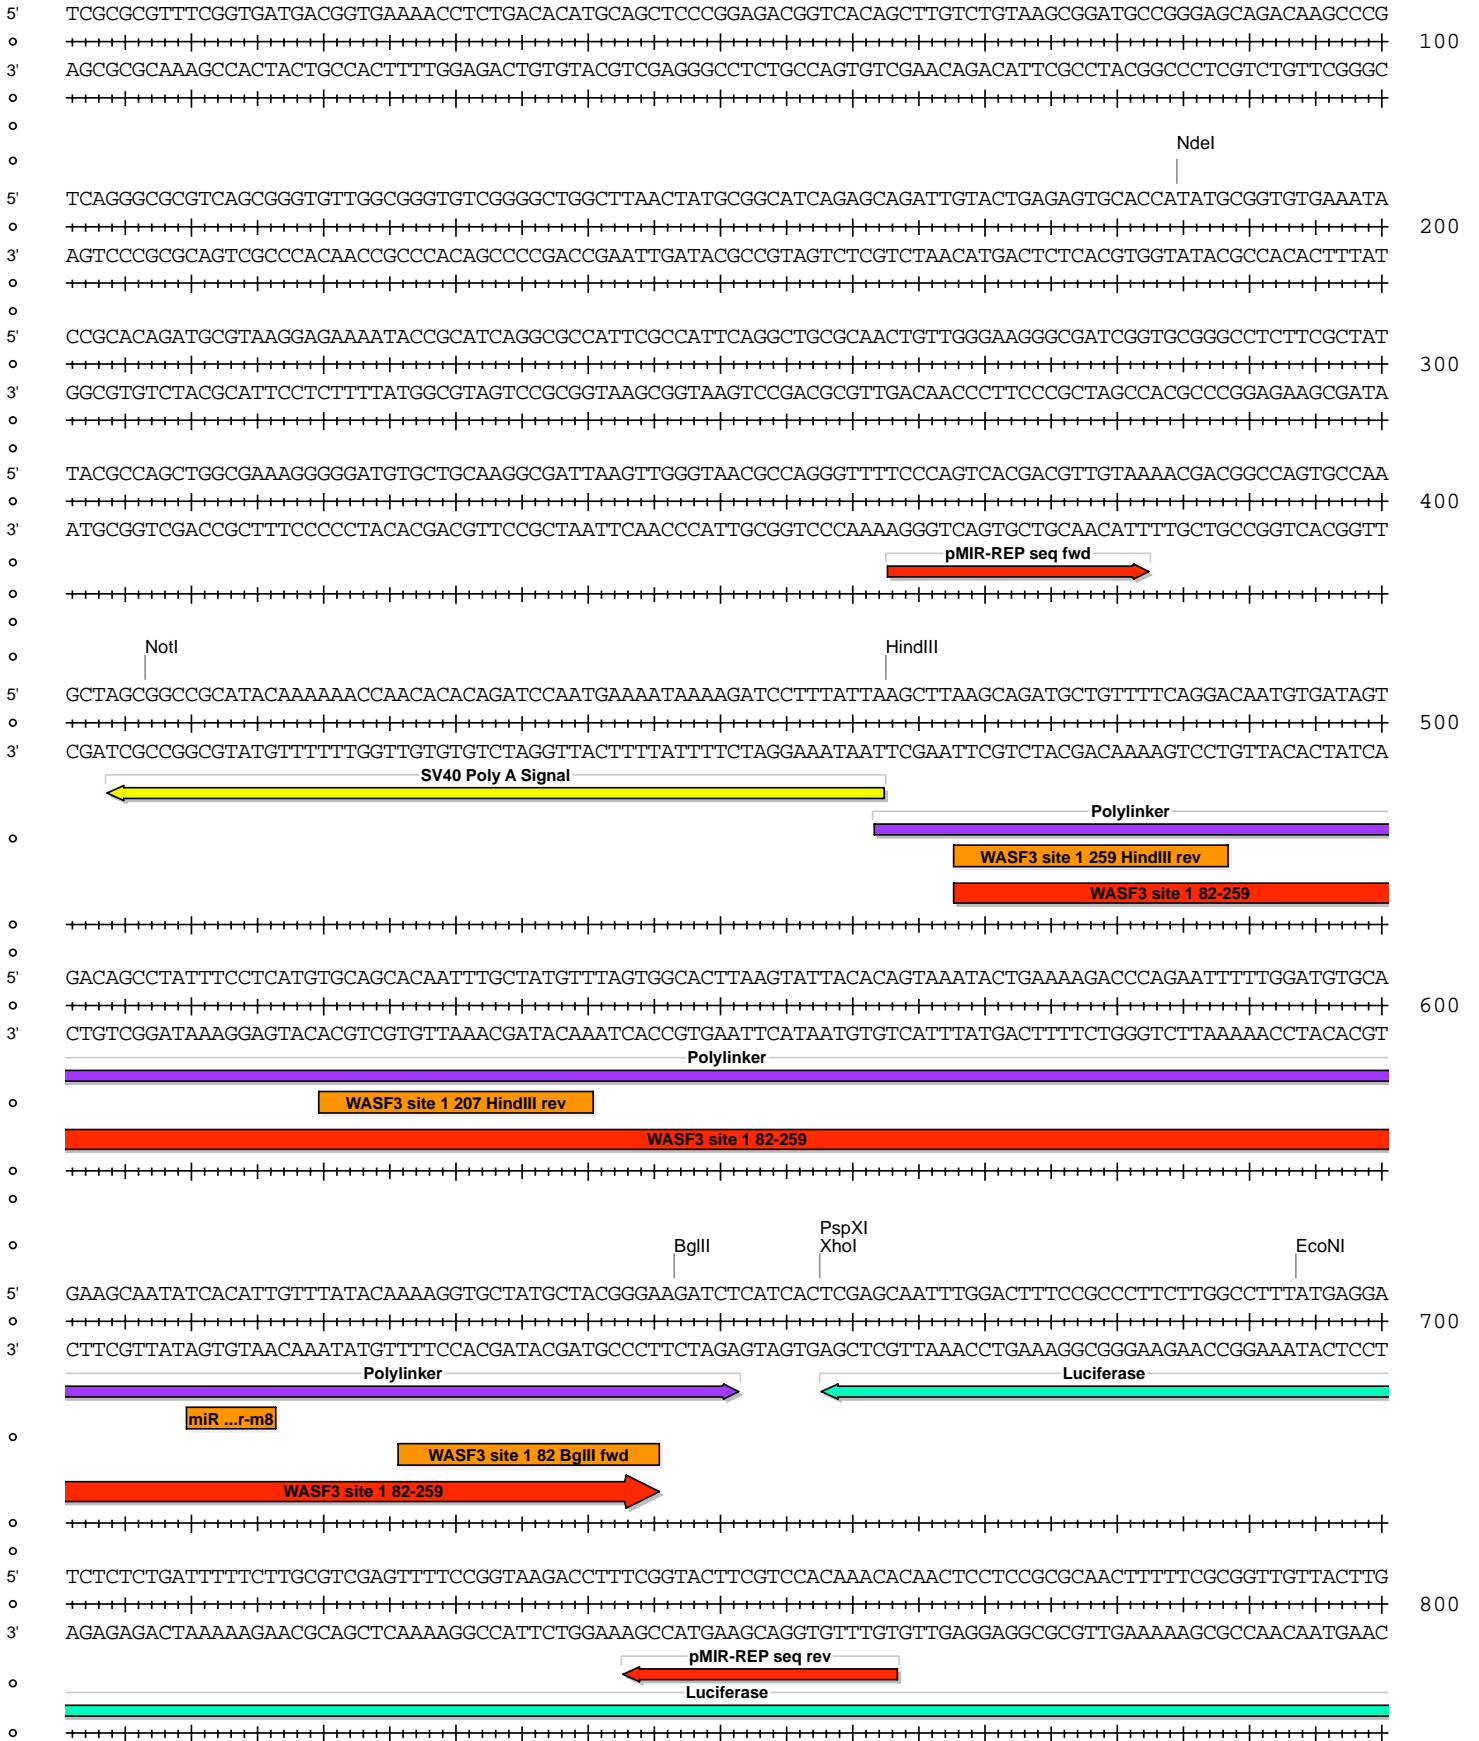 5' TCGCGCGTTTCGGTGATGACGGTGAAAACCTCTGACACATGCAGCTCCCGGAGACGGTCACAGCTTGTCTGTAAGCGGATGCCGGGAGCAGACAAGCCCG
100
3' AGCGCGCAAAGCCACTACTGCCACTTTTGGAGACTGTGTACGTCGAGGGCCTCTGCCAGTGTCGAACAGACATTCGCCTACGGCCCTCGTCTGTTCGGGC
NdeI
5' TCAGGGCGCGTCAGCGGGTGTTGGCGGGTGTCGGGGCTGGCTTAACTATGCGGCATCAGAGCAGATTGTACTGAGAGTGCACCATATGCGGTGTGAAATA
200
3' AGTCCCGCGCAGTCGCCCACAACCGCCCACAGCCCCGACCGAATTGATACGCCGTAGTCTCGTCTAACATGACTCTCACGTGGTATACGCCACACTTTAT
5' CCGCACAGATGCGTAAGGAGAAAATACCGCATCAGGCGCCATTCGCCATTCAGGCTGCGCAACTGTTGGGAAGGGCGATCGGTGCGGGCCTCTTCGCTAT
300
3' GGCGTGTCTACGCATTCCTCTTTTATGGCGTAGTCCGCGGTAAGCGGTAAGTCCGACGCGTTGACAACCCTTCCCGCTAGCCACGCCCGGAGAAGCGATA
5' TACGCCAGCTGGCGAAAGGGGGATGTGCTGCAAGGCGATTAAGTTGGGTAACGCCAGGGTTTTCCCAGTCACGACGTTGTAAAACGACGGCCAGTGCCAA
400
3' ATGCGGTCGACCGCTTTCCCCCTACACGACGTTCCGCTAATTCAACCCATTGCGGTCCCAAAAGGGTCAGTGCTGCAACATTTTGCTGCCGGTCACGGTT
pMIR-REP seq fwd
NotI HindIII
5' GCTAGCGGCCGCATACAAAAAACCAACACACAGATCCAATGAAAATAAAAGATCCTTTATTAAGCTTAAGCAGATGCTGTTTTCAGGACAATGTGATAGT
500
3' CGATCGCCGGCGTATGTTTTTTGGTTGTGTGTCTAGGTTACTTTTATTTTCTAGGAAATAATTCGAATTCGTCTACGACAAAAGTCCTGTTACACTATCA
SV40 Poly A Signal
Polylinker
WASF3 site 1 259 HindIII rev
WASF3 site 1 82-259
5' GACAGCCTATTTCCTCATGTGCAGCACAATTTGCTATGTTTAGTGGCACTTAAGTATTACACAGTAAATACTGAAAAGACCCAGAATTTTTGGATGTGCA
600
3' CTGTCGGATAAAGGAGTACACGTCGTGTTAAACGATACAAATCACCGTGAATTCATAATGTGTCATTTATGACTTTTCTGGGTCTTAAAAACCTACACGT
Polylinker
WASF3 site 1 207 HindIII rev
WASF3 site 1 82-259
PspXI
BglII XhoI EcoNI
5' GAAGCAATATCACATTGTTTATACAAAAGGTGCTATGCTACGGGAAGATCTCATCACTCGAGCAATTTGGACTTTCCGCCCTTCTTGGCCTTTATGAGGA
700
3' CTTCGTTATAGTGTAACAAATATGTTTTCCACGATACGATGCCCTTCTAGAGTAGTGAGCTCGTTAAACCTGAAAGGCGGGAAGAACCGGAAATACTCCT
Polylinker Luciferase
miR ...r-m8
WASF3 site 1 82 BglII fwd
WASF3 site 1 82-259
5' TCTCTCTGATTTTTCTTGCGTCGAGTTTTCCGGTAAGACCTTTCGGTACTTCGTCCACAAACACAACTCCTCCGCGCAACTTTTTCGCGGTTGTTACTTG
800
3' AGAGAGACTAAAAAGAACGCAGCTCAAAAGGCCATTCTGGAAAGCCATGAAGCAGGTGTTTGTGTTGAGGAGGCGCGTTGAAAAAGCGCCAACAATGAAC
pMIR-REP seq rev
Luciferase